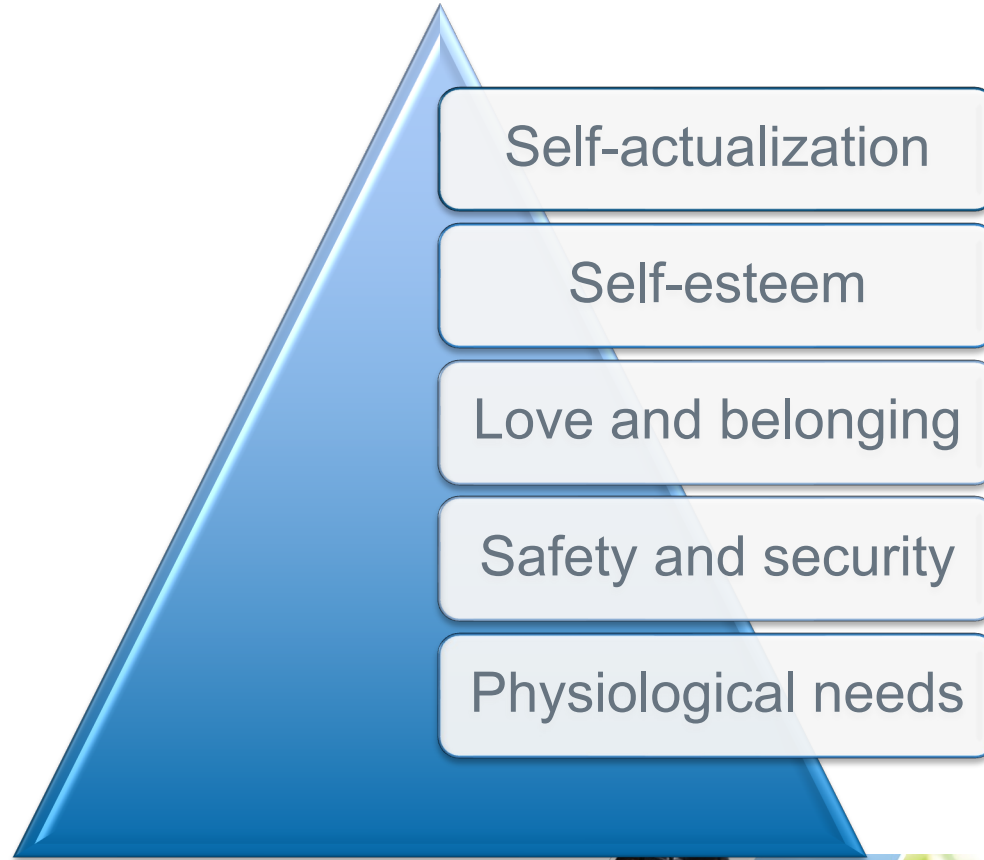 Self-actualization
Self-esteem
Love and belonging
Safety and security
Physiological needs